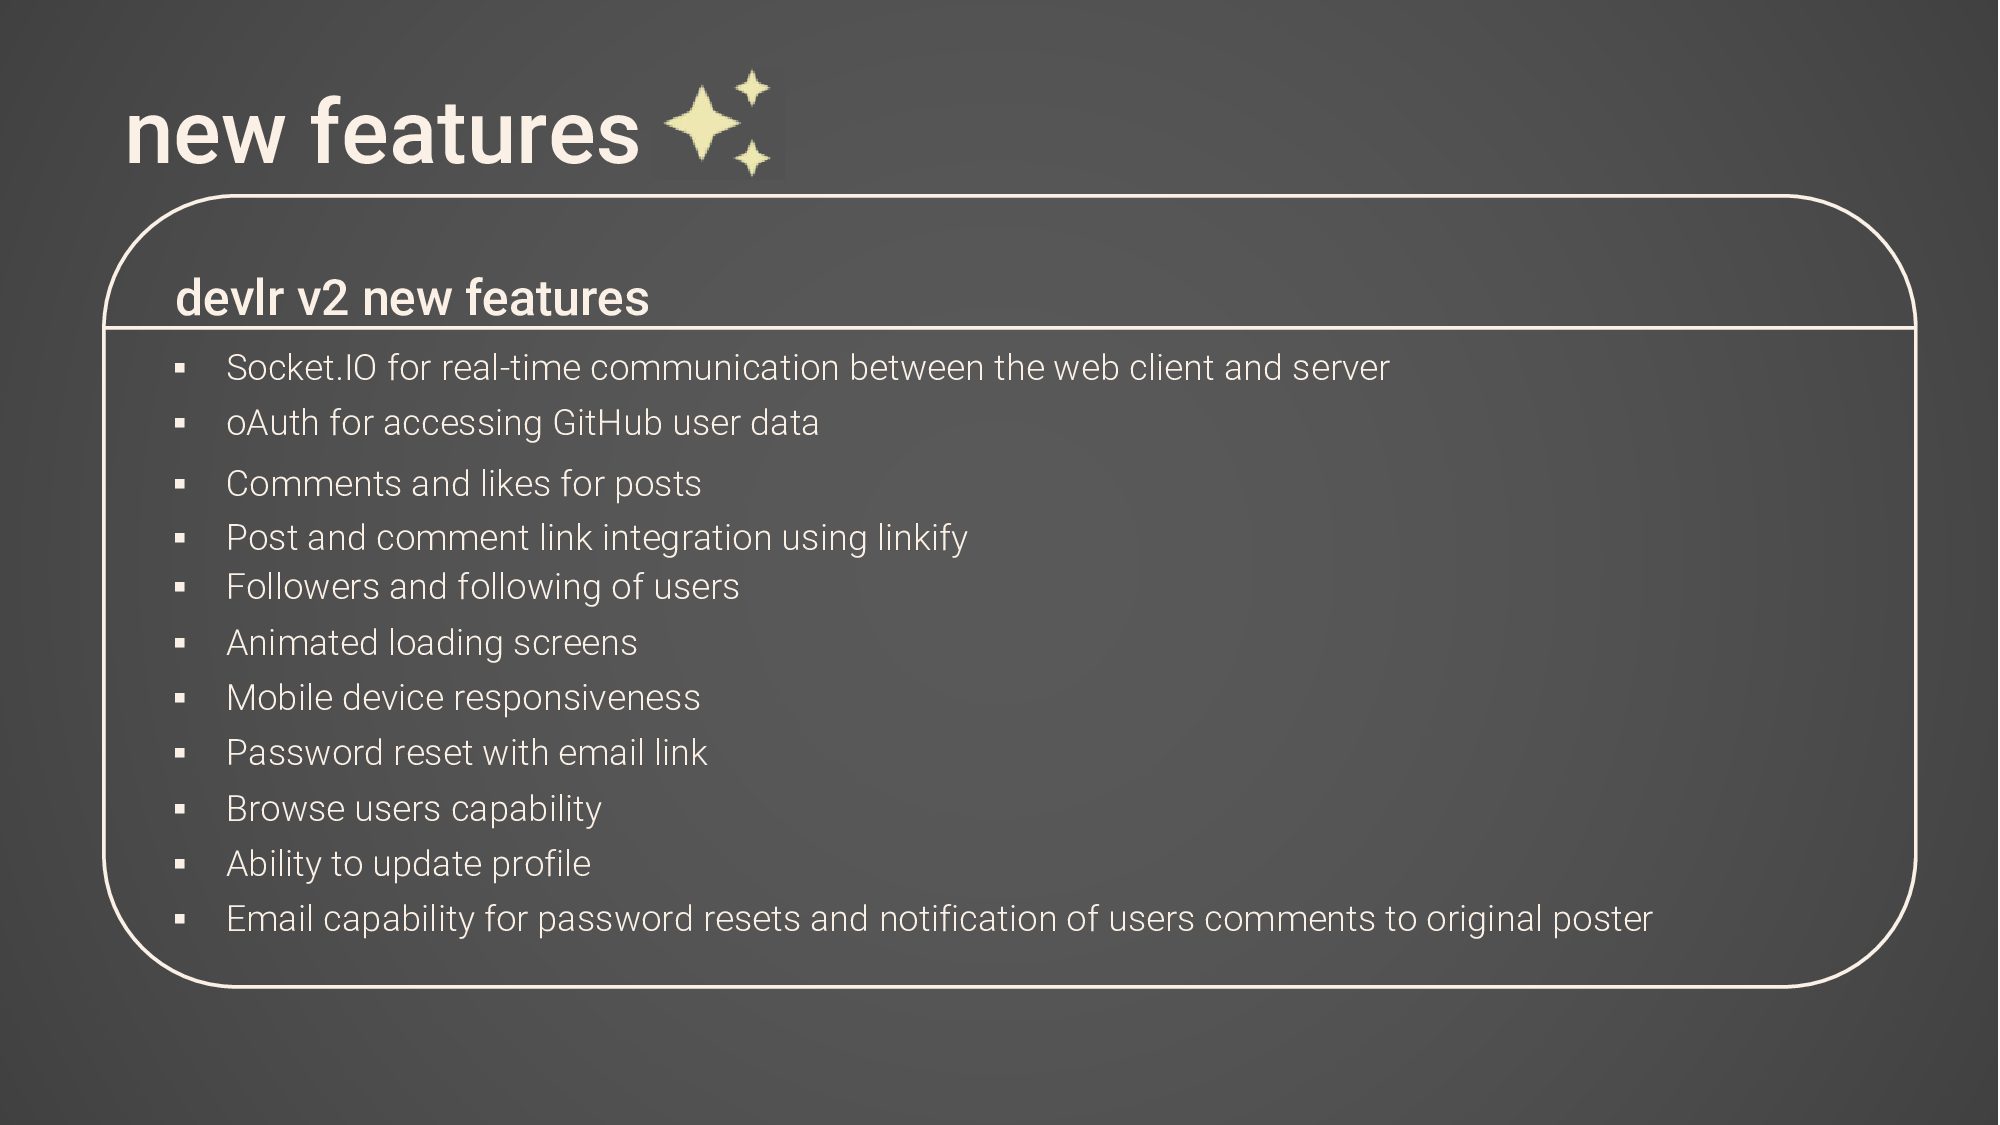 new features
devlr v2 new features
▪ Socket.IO for real-time communication between the web client and server
▪ oAuth for accessing GitHub user data
▪ Comments and likes for posts
▪ Post and comment link integration using linkify
▪ Followers and following of users
▪ Animated loading screens
▪ Mobile device responsiveness
▪ Password reset with email link
▪ Browse users capability
▪ Ability to update profile
▪ Email capability for password resets and notification of users comments to original poster